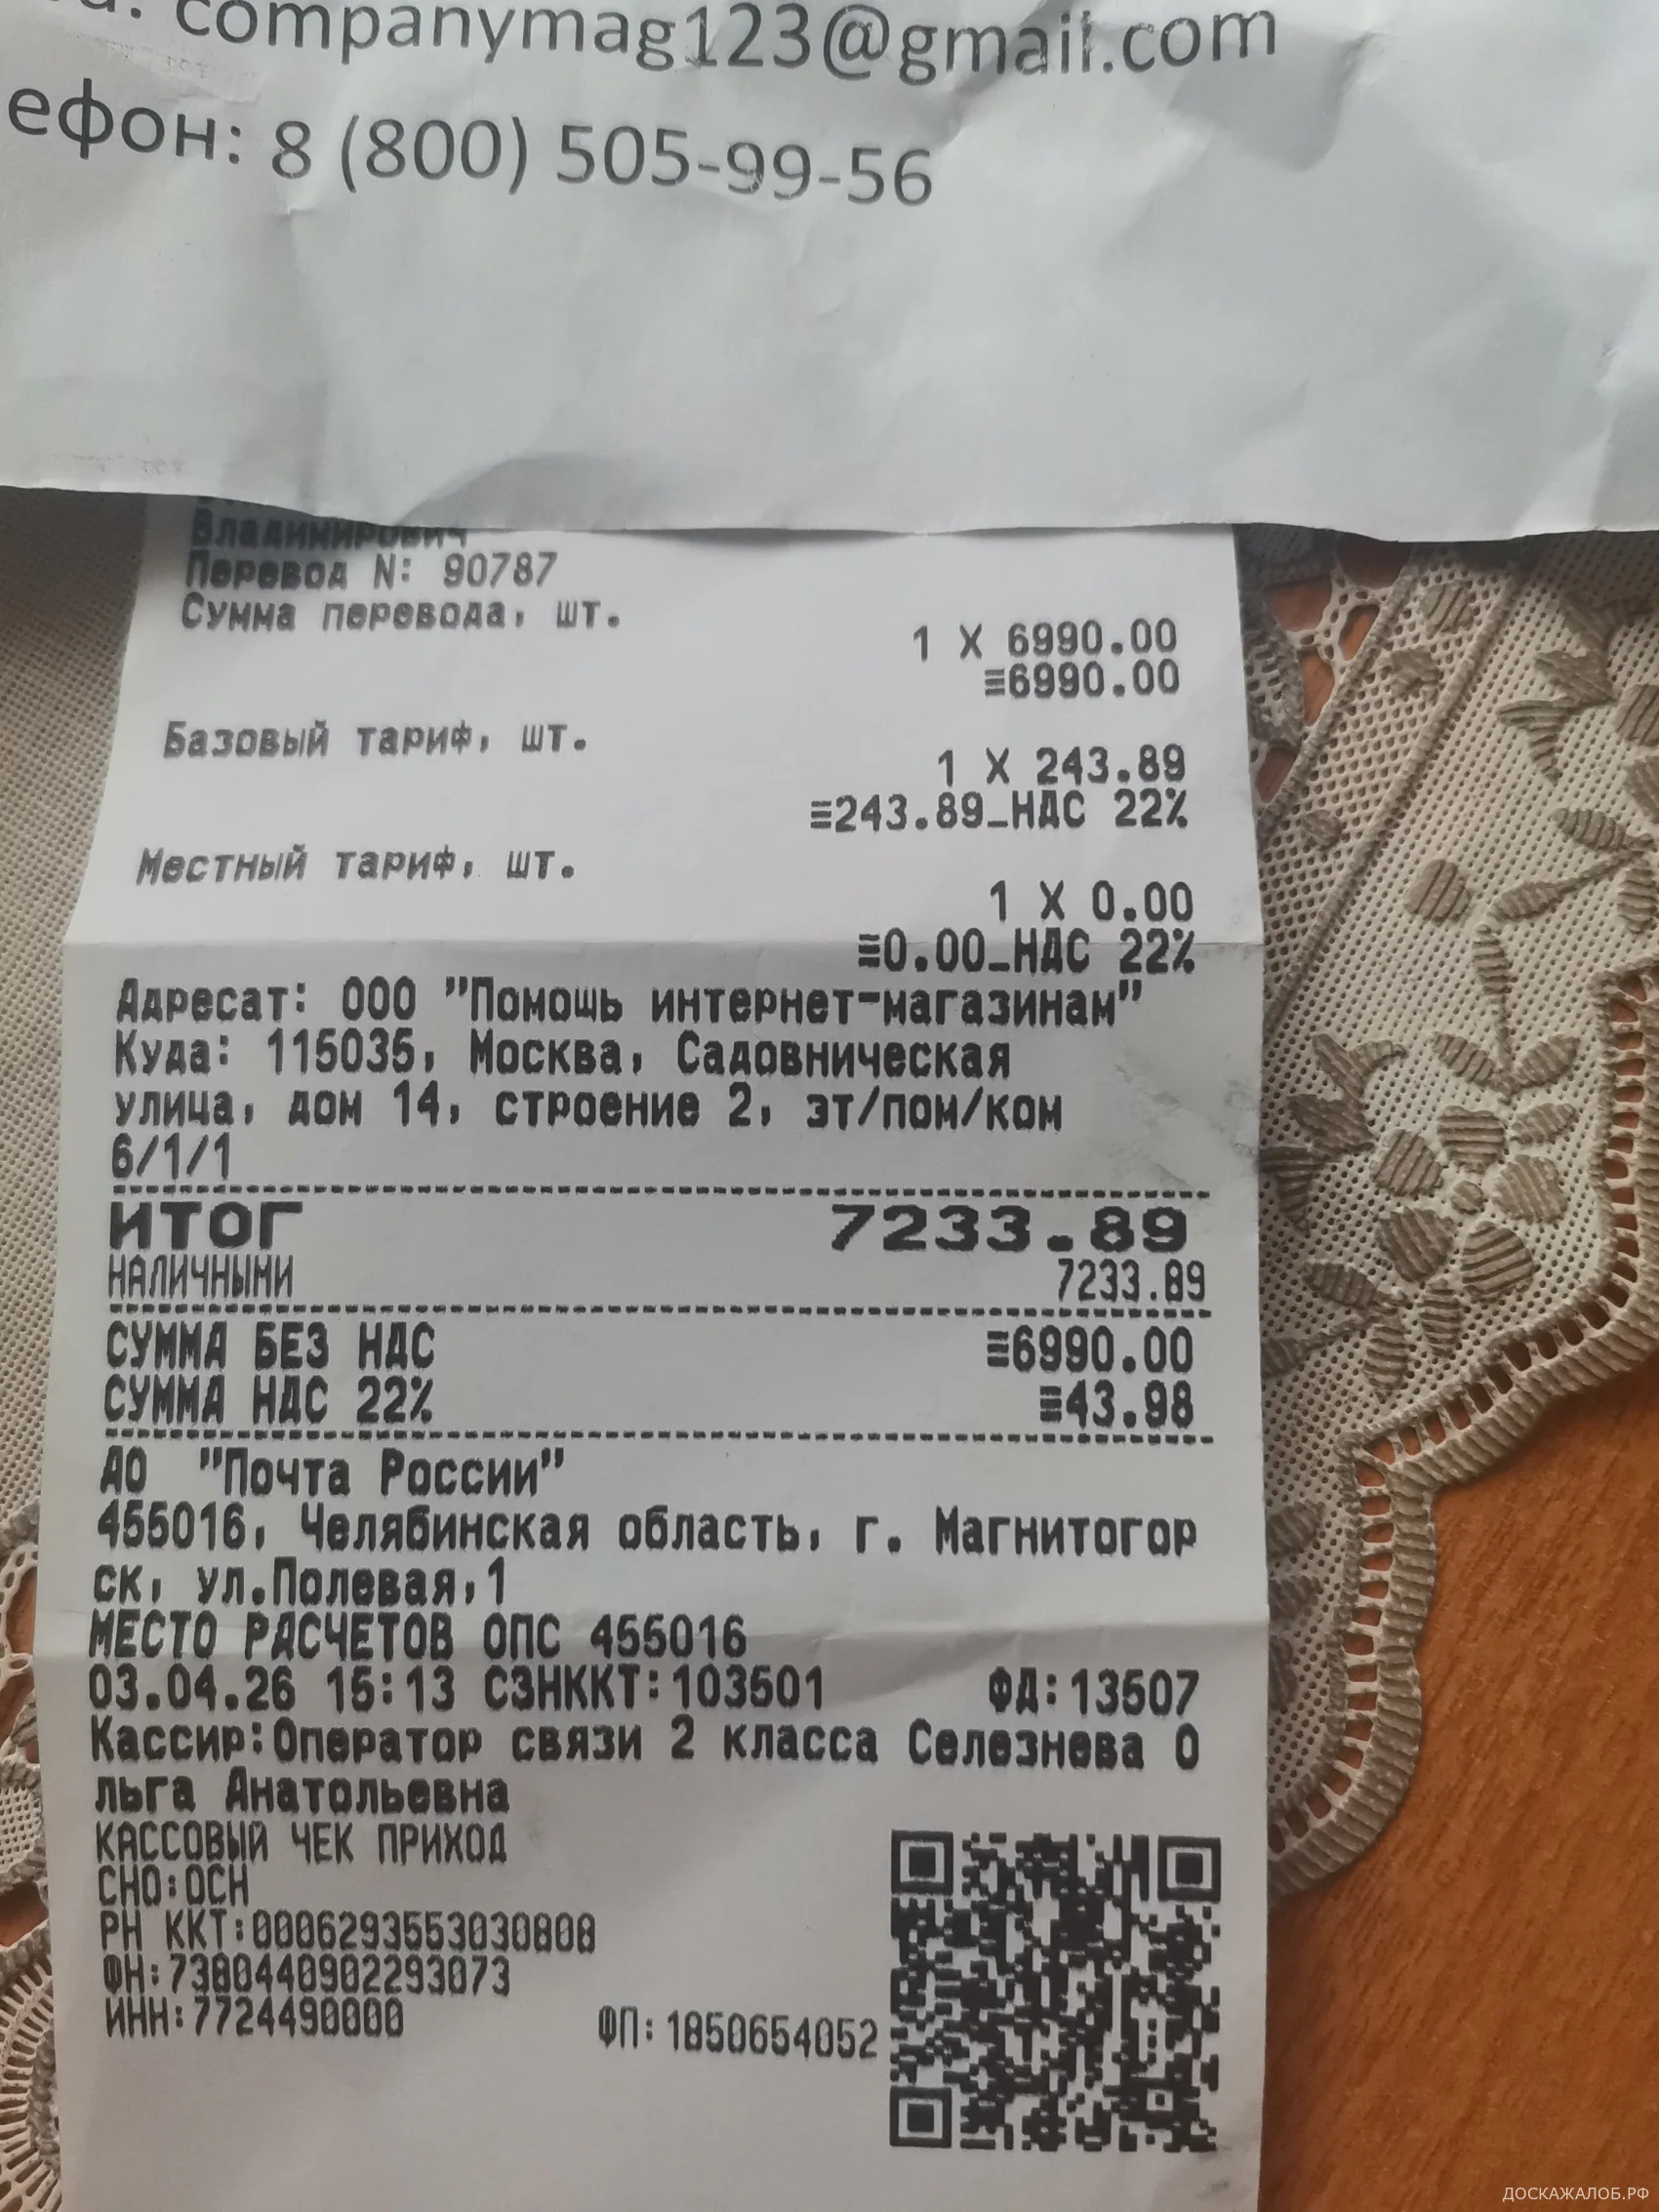 companymag123@gmail.com
ефон: 8 (800) 505-99-56
Владимирович
Перевод N: 90787
Сумма перевода, шт.
1 X 6990.00
≡6990.00
Базовый тариф, шт.
1 X 243.89
≡243.89_НДС 22%
Местный тариф, шт.
1 X 0.00
≡0.00_НДС 22%
Адресат: ООО "Помощь интернет-магазинам"
Куда: 115035, Москва, Садовническая
улица, дом 14, строение 2, эт/пом/ком
6/1/1
ИТОГ 7233.89
НАЛИЧНЫМИ 7233.89
СУММА БЕЗ НДС ≡6990.00
СУММА НДС 22% ≡43.98
АО "Почта России"
455016, Челябинская область, г. Магнитогор
ск, ул.Полевая,1
МЕСТО РАСЧЕТОВ ОПС 455016
03.04.26 15:13 СЗНККТ:103501 ФД:13507
Кассир:Оператор связи 2 класса Селезнева О
льга Анатольевна
КАССОВЫЙ ЧЕК ПРИХОД
СНО:ОСН
РН ККТ:0006293553030808
ФН:7380440902293073
ИНН:7724490000 ФП:1850654052
ДОСКАЖАЛОБ.РФ